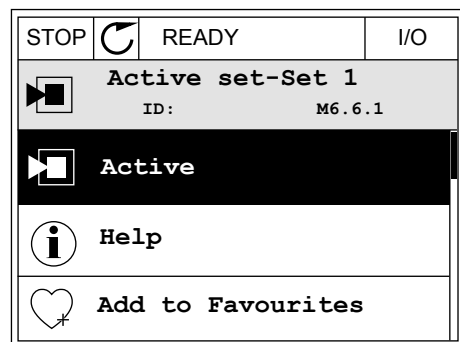 STOP READY I/O
Active set-Set 1
ID: M6.6.1
Active
Help
Add to Favourites